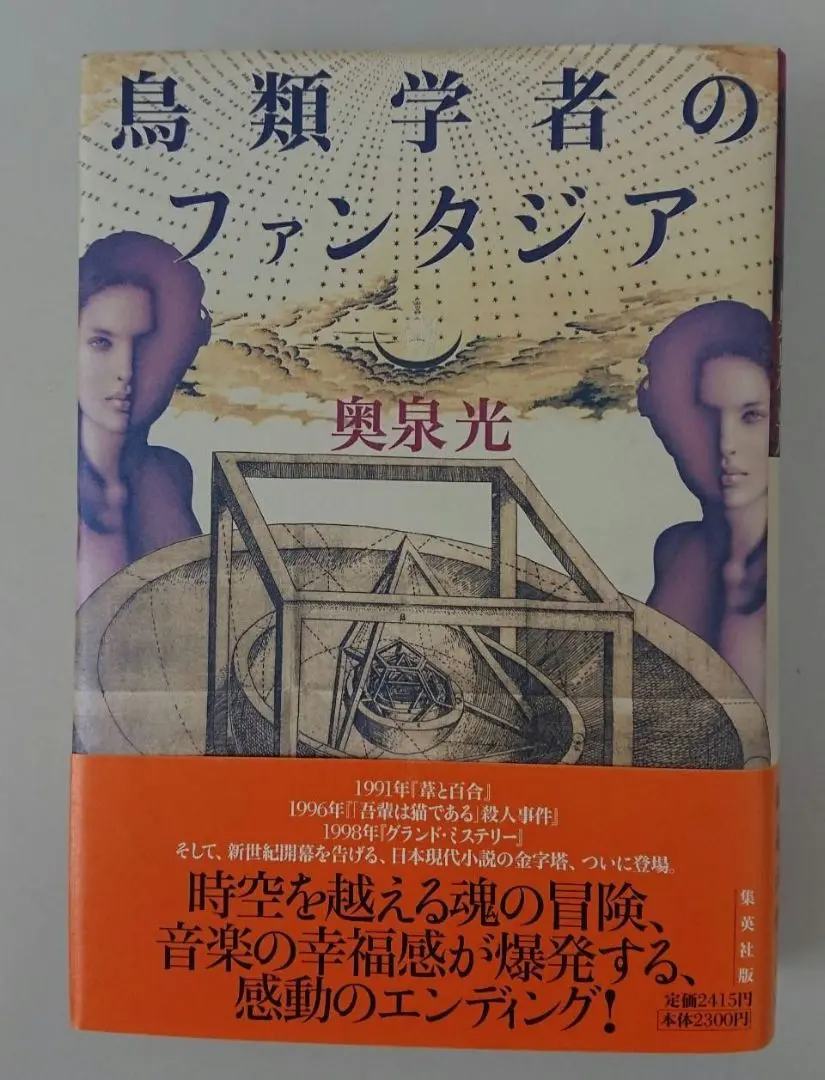 鳥類学者の
ファンタジア
奥泉光
1991年『葦と百合』
1996年『「吾輩は猫である」殺人事件』
1998年『グランド・ミステリー』
そして、新世紀開幕を告げる、日本現代小説の金字塔、ついに登場。
時空を越える魂の冒険、
音楽の幸福感が爆発する、
感動のエンディング!
集英社版
定価2415円
本体2300円